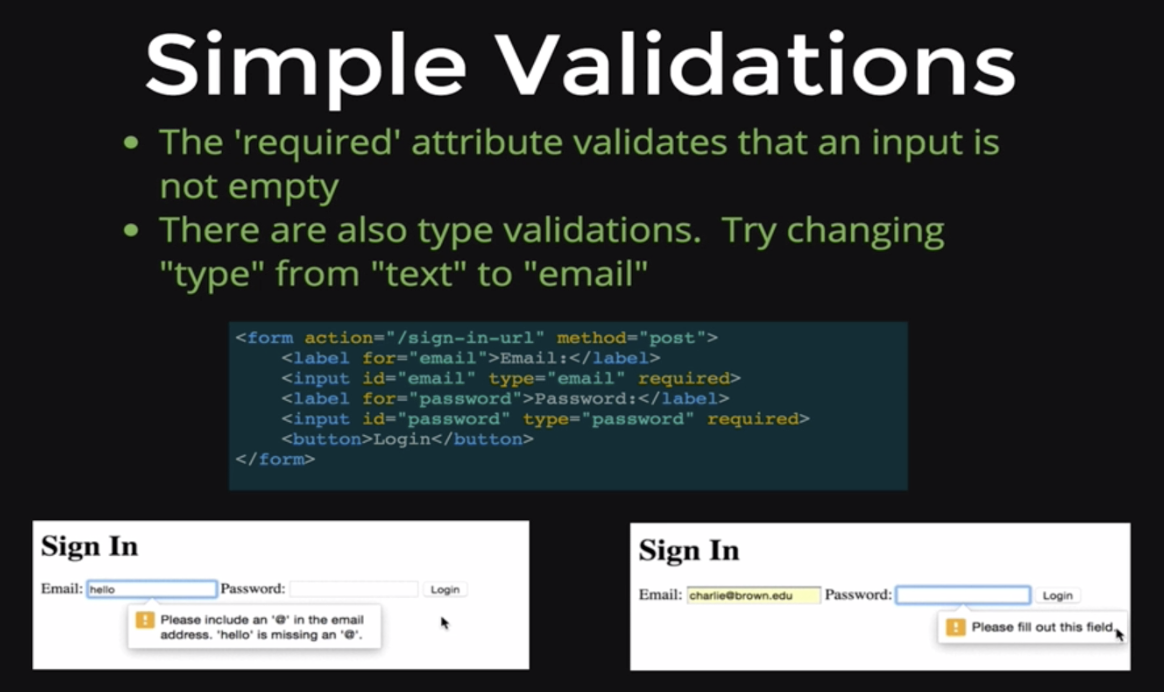 Simple Validations
• The 'required' attribute validates that an input is
not empty
• There are also type validations.  Try changing
"type" from "text" to "email"
<form action="/sign-in-url" method="post">
    <label for="email">Email:</label>
    <input id="email" type="email" required>
    <label for="password">Password:</label>
    <input id="password" type="password" required>
    <button>Login</button>
</form>
Sign In
Email: hello Password: Login
Please include an '@' in the email
address. 'hello' is missing an '@'.
Sign In
Email: charlie@brown.edu Password: Login
Please fill out this field.